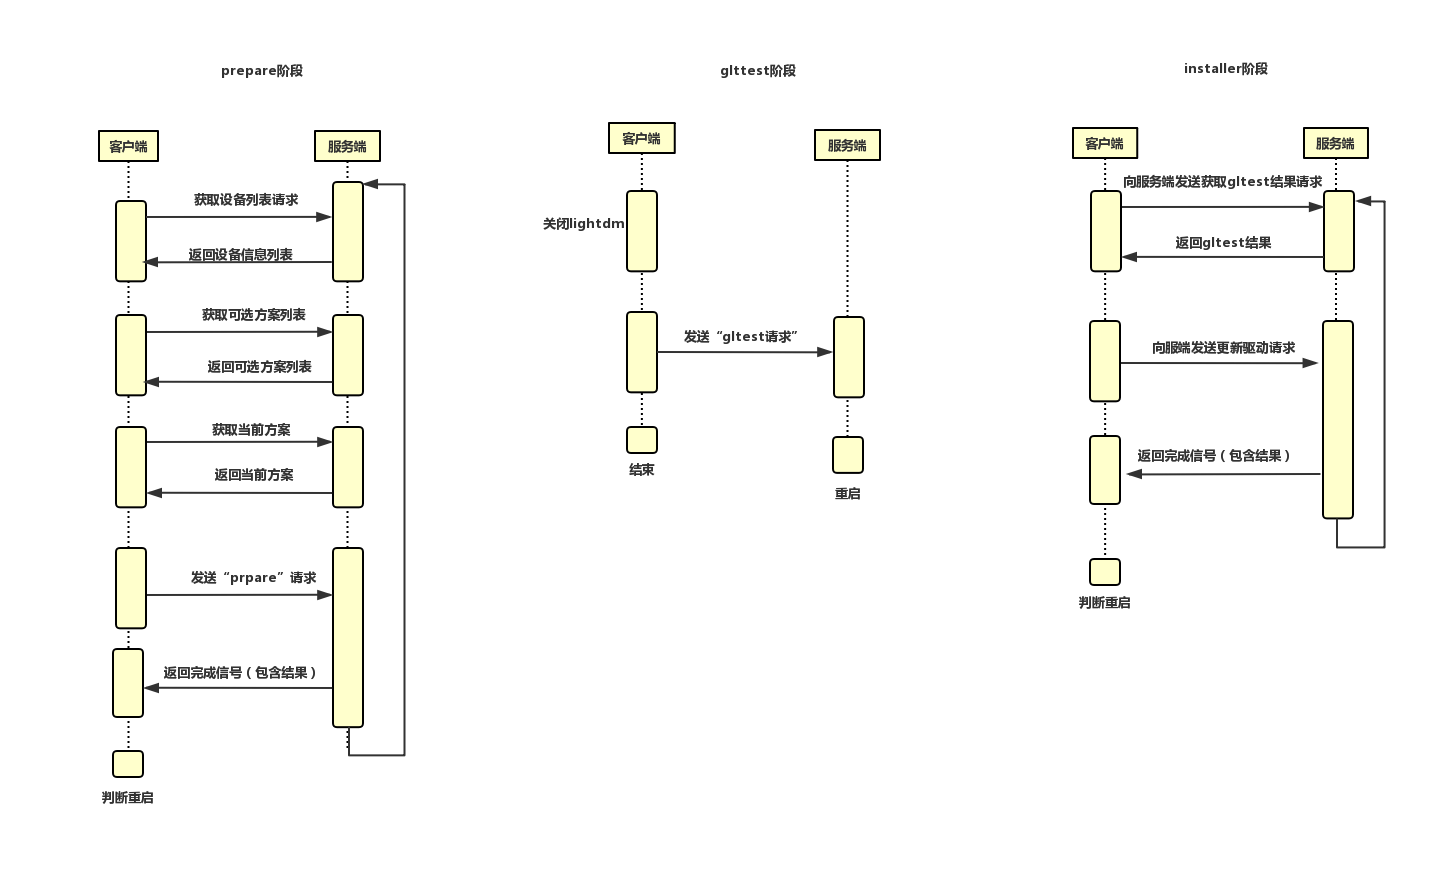 prepare阶段
客户端
服务端
获取设备列表请求
返回设备信息列表
获取可选方案列表
返回可选方案列表
获取当前方案
返回当前方案
发送“prpare”请求
返回完成信号（包含结果）
判断重启
glttest阶段
客户端
服务端
关闭lightdm
发送“gltest请求”
结束
重启
installer阶段
客户端
服务端
向服务端发送获取gltest结果请求
返回gltest结果
向服端发送更新驱动请求
返回完成信号（包含结果）
判断重启